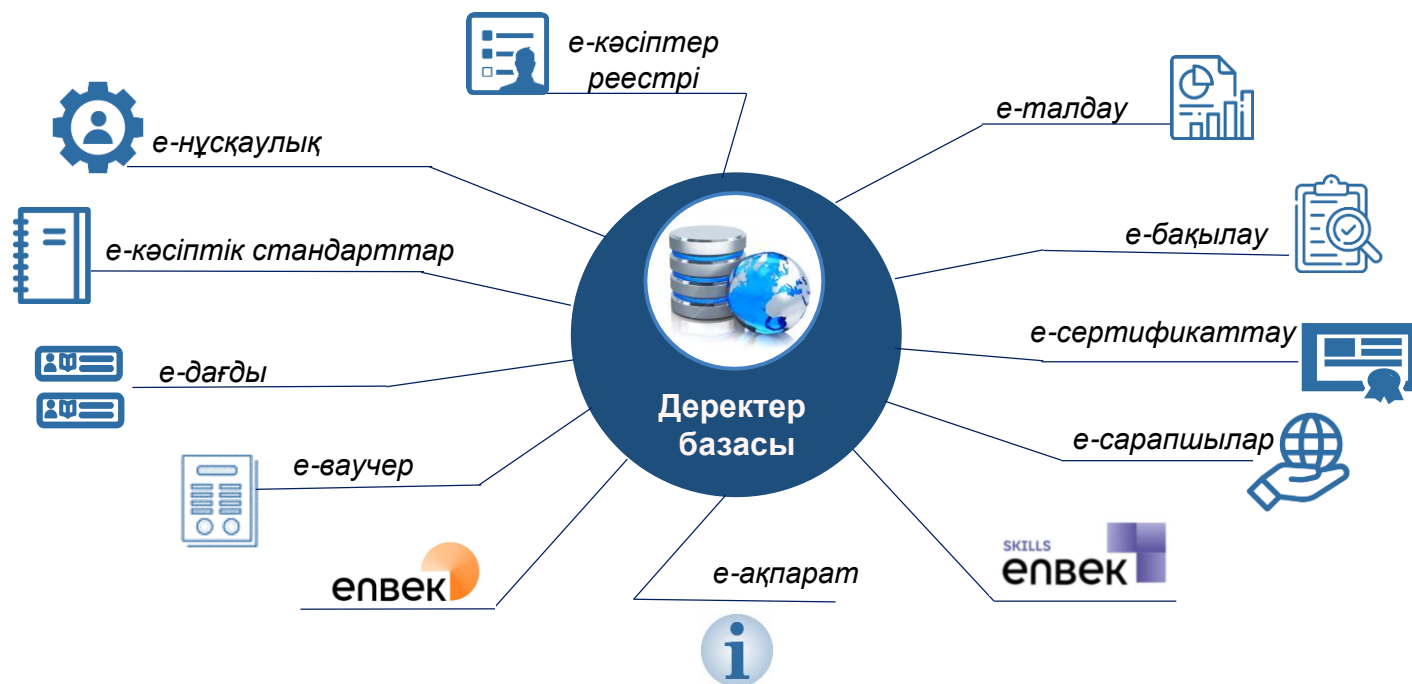 е-кәсіптер
реестрі
е-талдау
е-нұсқаулық
е-бақылау
е-кәсіптік стандарттар
е-сертификаттау
е-дағды
Деректер
базасы
е-сарапшылар
е-ваучер
enbek
е-ақпарат
SKILLS
enbek
i